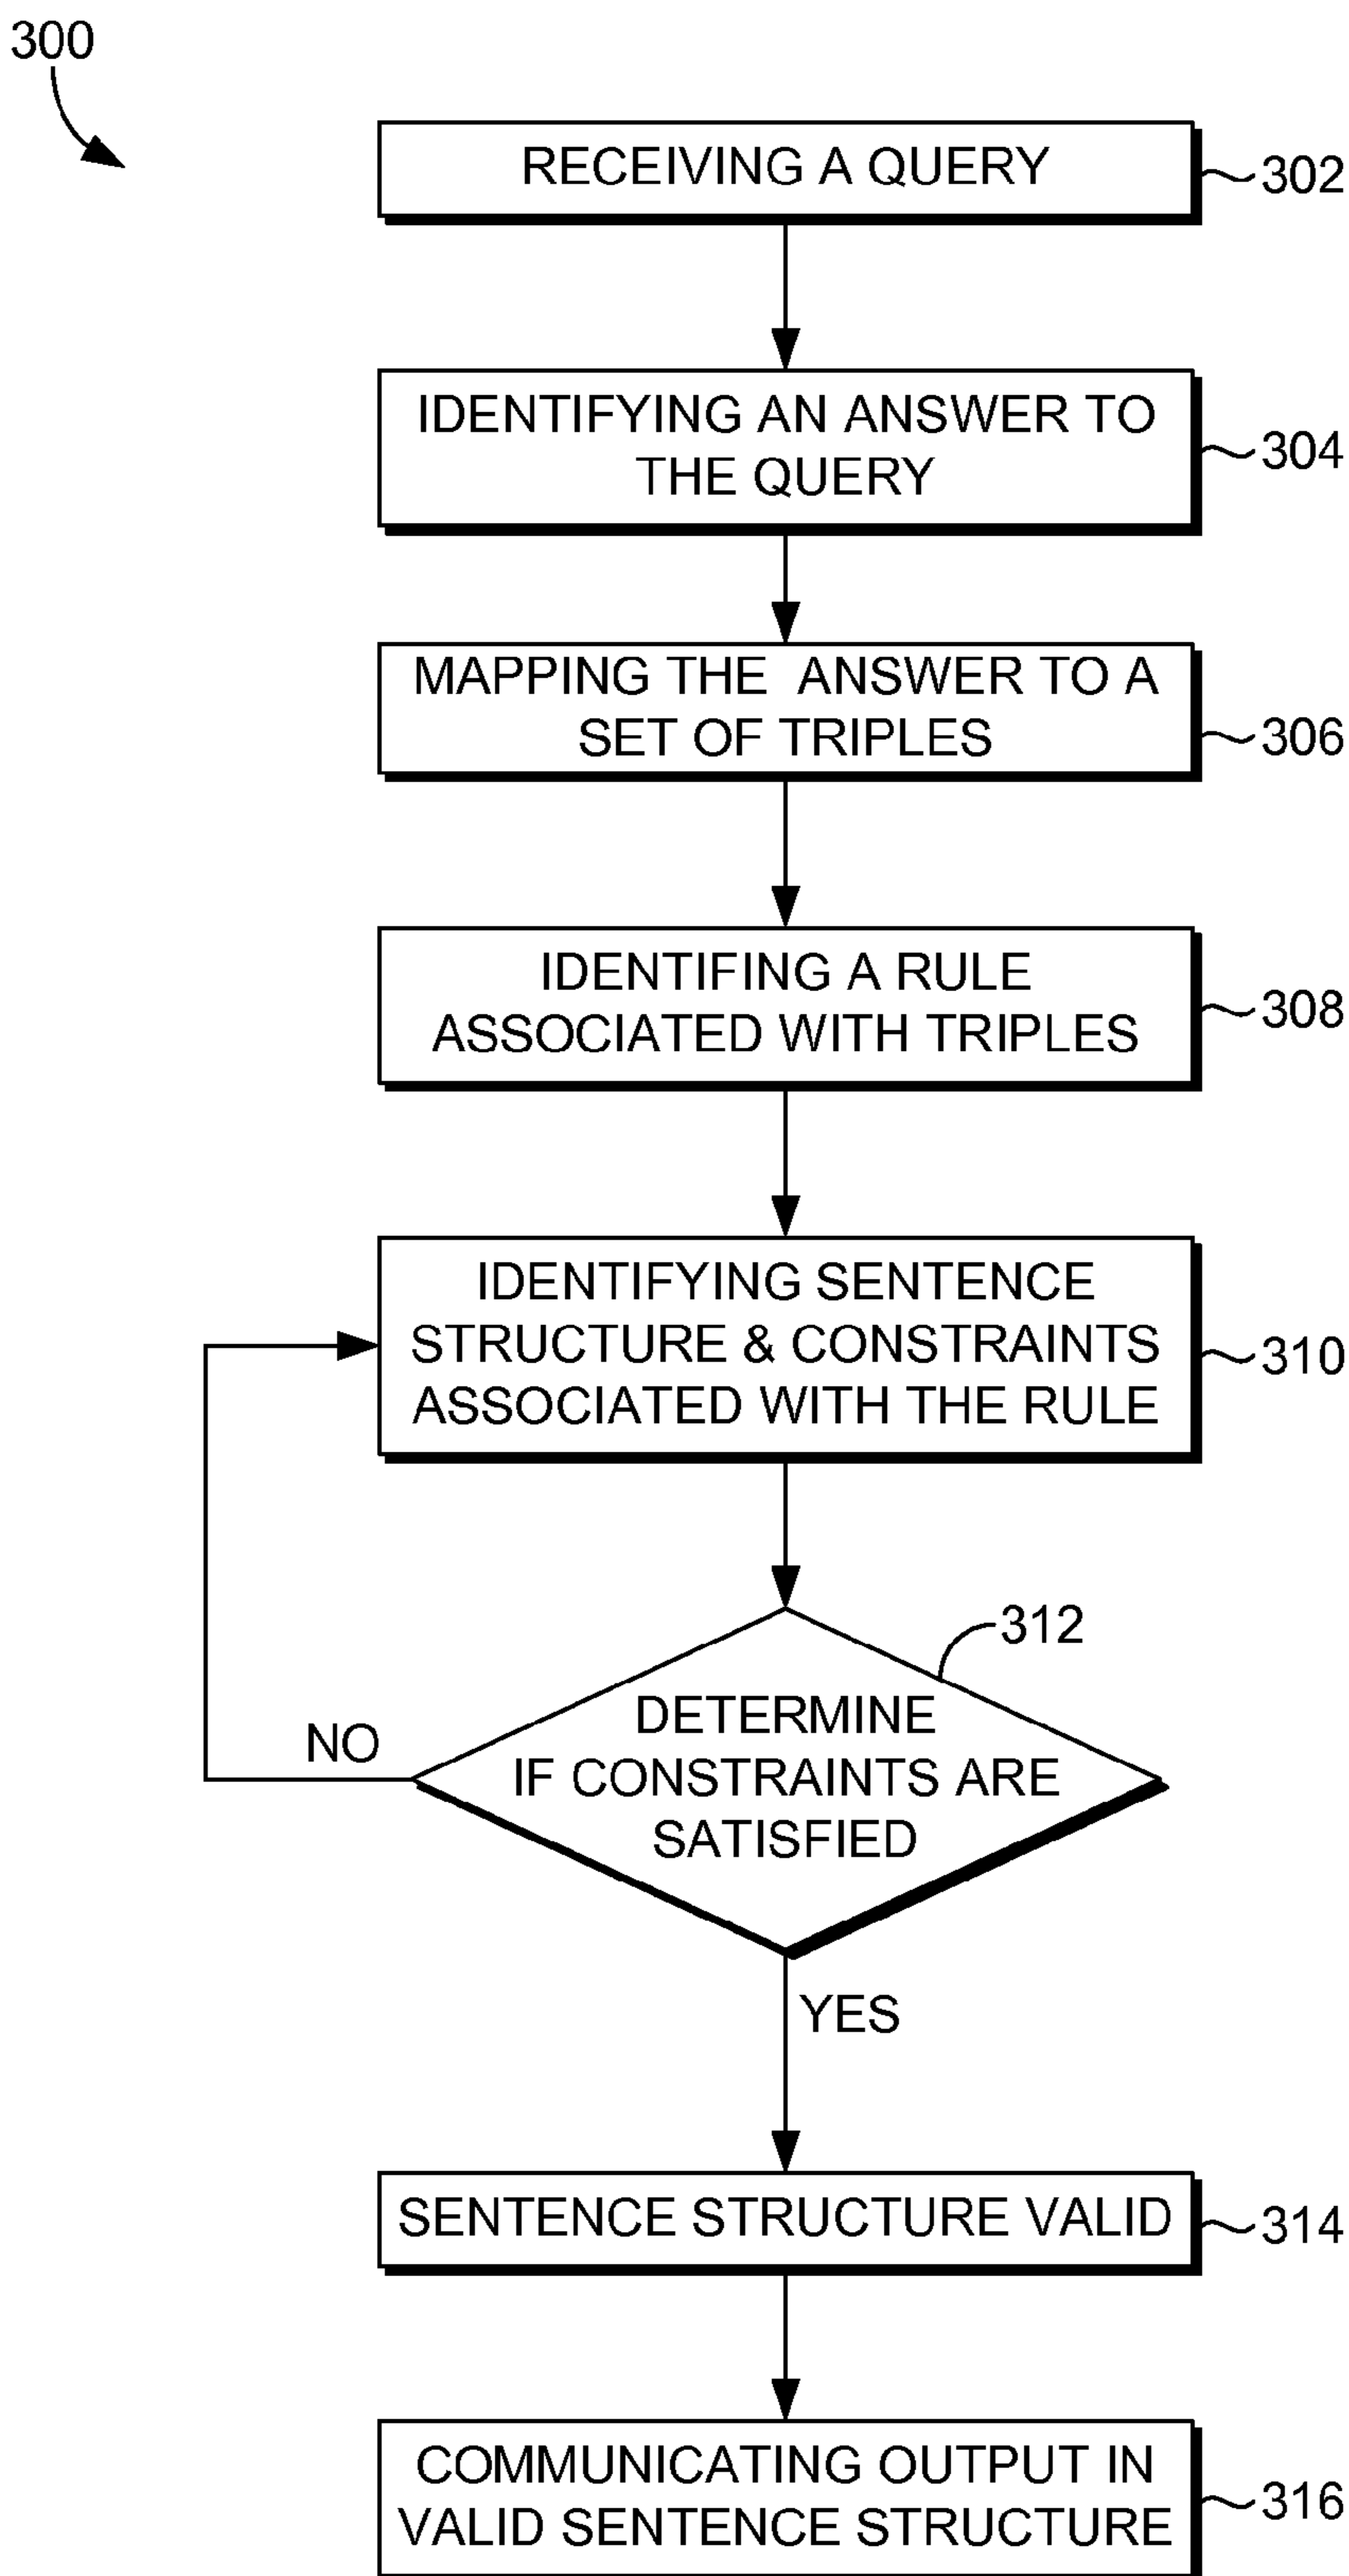 300
RECEIVING A QUERY
302
IDENTIFYING AN ANSWER TO
THE QUERY
304
MAPPING THE ANSWER TO A
SET OF TRIPLES
306
IDENTIFING A RULE
ASSOCIATED WITH TRIPLES
308
IDENTIFYING SENTENCE
STRUCTURE & CONSTRAINTS
ASSOCIATED WITH THE RULE
310
312
DETERMINE
IF CONSTRAINTS ARE
SATISFIED
NO
YES
SENTENCE STRUCTURE VALID
314
COMMUNICATING OUTPUT IN
VALID SENTENCE STRUCTURE
316